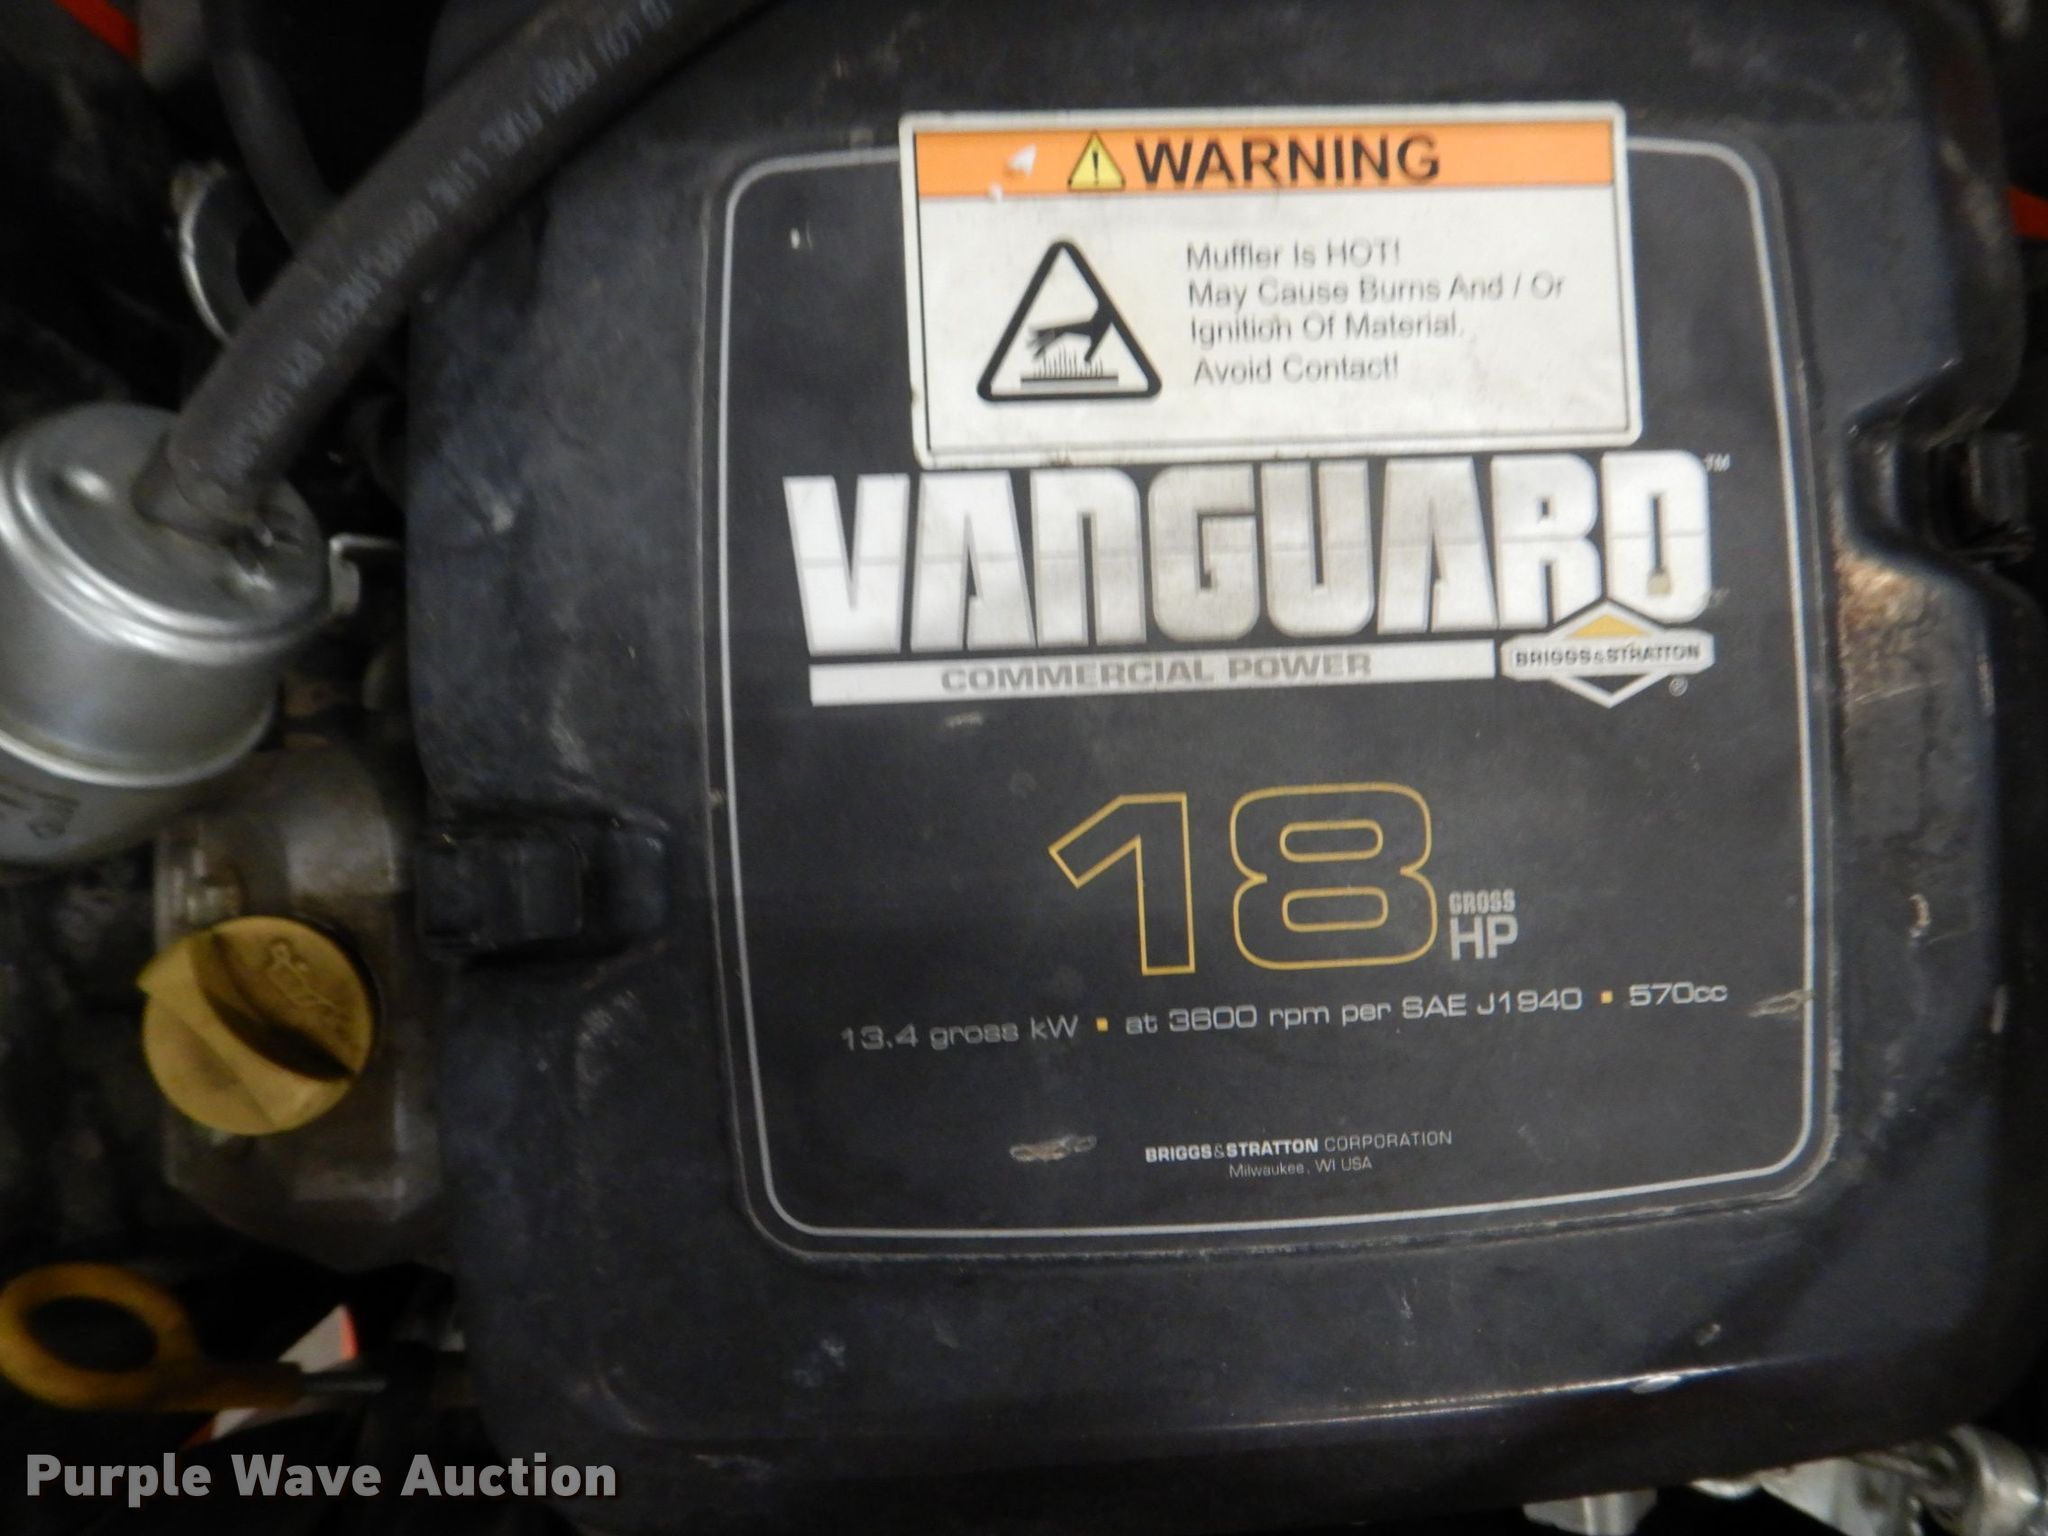 WARNING
Muffler Is HOT!
May Cause Burns And / Or
Ignition Of Material.
Avoid Contact!
VANGUARD™
COMMERCIAL POWER
BRIGGS&STRATTON
®
18 GROSS HP
13.4 gross kW ▪ at 3600 rpm per SAE J1940 ▪ 570cc
BRIGGS&STRATTON CORPORATION
Milwaukee, WI USA
Purple Wave Auction